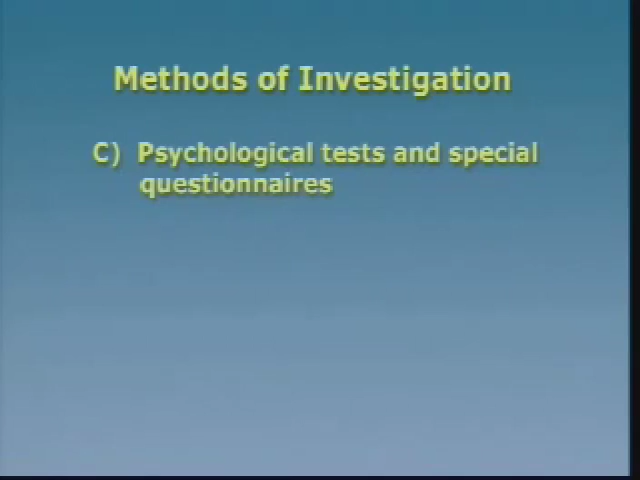 Methods of Investigation
C) Psychological tests and special
questionnaires